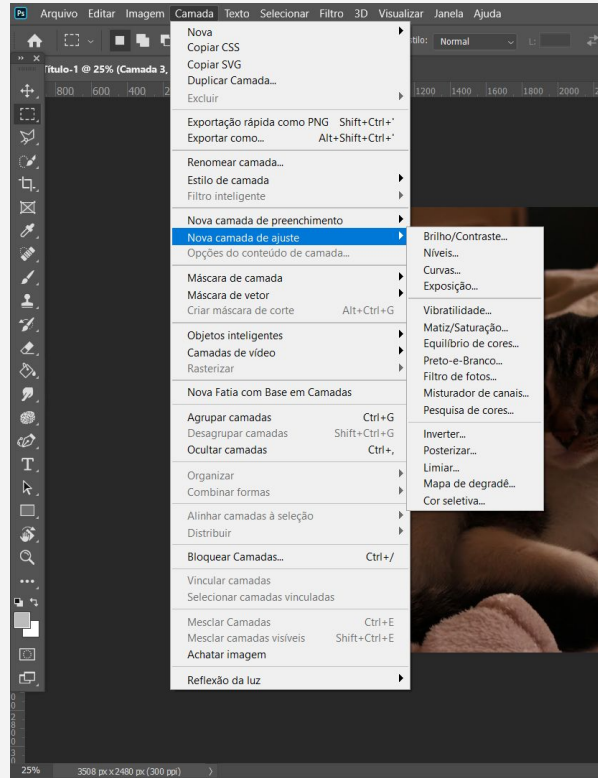 Ps Arquivo Editar Imagem Camada Texto Selecionar Filtro 3D Visualizar Janela Ajuda
tilo: Normal L:
Título-1 @ 25% (Camada 3,
800 600 400 2 1200 1400 1600 1800 2000 2
Nova
Copiar CSS
Copiar SVG
Duplicar Camada...
Excluir
Exportação rápida como PNG Shift+Ctrl+'
Exportar como... Alt+Shift+Ctrl+'
Renomear camada...
Estilo de camada
Filtro inteligente
Nova camada de preenchimento
Nova camada de ajuste
Opções do conteúdo de camada...
Máscara de camada
Máscara de vetor
Criar máscara de corte Alt+Ctrl+G
Objetos inteligentes
Camadas de vídeo
Rasterizar
Nova Fatia com Base em Camadas
Agrupar camadas Ctrl+G
Desagrupar camadas Shift+Ctrl+G
Ocultar camadas Ctrl+,
Organizar
Combinar formas
Alinhar camadas à seleção
Distribuir
Bloquear Camadas... Ctrl+/
Vincular camadas
Selecionar camadas vinculadas
Mesclar Camadas Ctrl+E
Mesclar camadas visíveis Shift+Ctrl+E
Achatar imagem
Reflexão da luz
Brilho/Contraste...
Níveis...
Curvas...
Exposição...
Vibratilidade...
Matiz/Saturação...
Equilíbrio de cores...
Preto-e-Branco...
Filtro de fotos...
Misturador de canais...
Pesquisa de cores...
Inverter...
Posterizar...
Limiar...
Mapa de degradê...
Cor seletiva...
25% 3508 px x 2480 px (300 ppi)